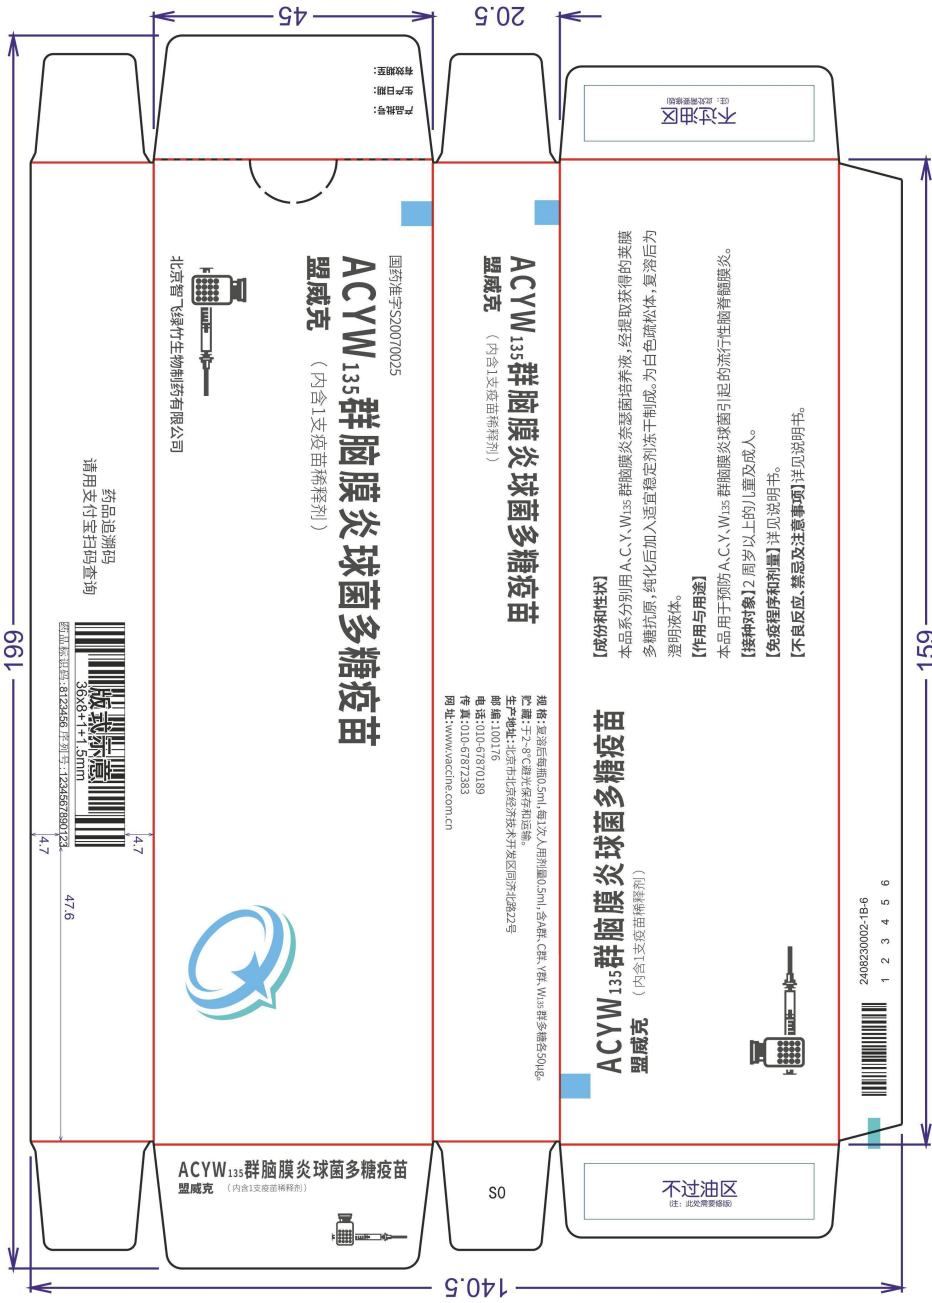 45
20.5
199
159
140.5
有效期至:
生产日期:
产品批号:
不过油区
(注: 此处需要修版)
国药准字S20070025
ACYW135群脑膜炎球菌多糖疫苗
盟威克
(内含1支疫苗稀释剂)
北京智飞绿竹生物制药有限公司
药品追溯码
请用支付宝扫码查询
版式示意
36x8+1+1.5mm
药品标识码:8123456 序列号:1234567890123
4.7
4.7
47.6
ACYW135群脑膜炎球菌多糖疫苗
盟威克
(内含1支疫苗稀释剂)
规 格:复溶后每瓶0.5ml,每1次人用剂量0.5ml,含A群、C群、Y群、W135群多糖各50μg。
贮 藏:于2~8℃避光保存和运输。
生产地址:北京市北京经济技术开发区同济北路22号
邮 编:100176
电 话:010-67870189
传 真:010-67872383
网 址:www.vaccine.com.cn
【成份和性状】
本品系分别用 A、C、Y、W135 群脑膜炎奈瑟菌培养液,经提取获得的荚膜
多糖抗原,纯化后加入适宜稳定剂冻干制成。为白色疏松体,复溶后为
澄明液体。
【作用与用途】
本品用于预防 A、C、Y、W135 群脑膜炎球菌引起的流行性脑脊髓膜炎。
【接种对象】2 周岁以上的儿童及成人。
【免疫程序和剂量】详见说明书。
【不良反应、禁忌及注意事项】详见说明书。
ACYW135群脑膜炎球菌多糖疫苗
盟威克
(内含1支疫苗稀释剂)
2408230002-1B-6
1 2 3 4 5 6
ACYW135群脑膜炎球菌多糖疫苗
盟威克 (内含1支疫苗稀释剂)
SO
不过油区
(注: 此处需要修版)